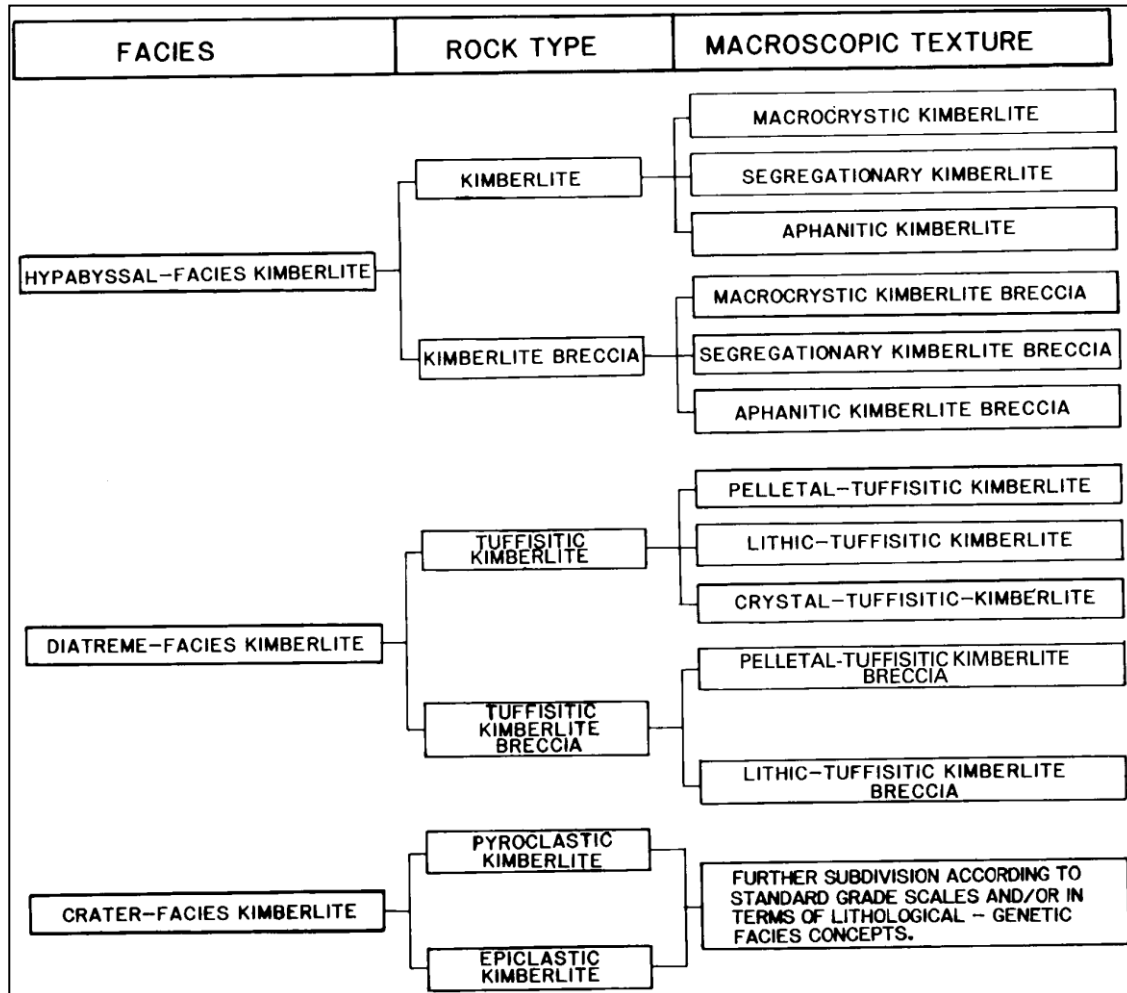 FACIES
ROCK TYPE
MACROSCOPIC TEXTURE
HYPABYSSAL-FACIES KIMBERLITE
KIMBERLITE
MACROCRYSTIC KIMBERLITE
SEGREGATIONARY KIMBERLITE
APHANITIC KIMBERLITE
KIMBERLITE BRECCIA
MACROCRYSTIC KIMBERLITE BRECCIA
SEGREGATIONARY KIMBERLITE BRECCIA
APHANITIC KIMBERLITE BRECCIA
DIATREME-FACIES KIMBERLITE
TUFFISITIC
KIMBERLITE
PELLETAL-TUFFISITIC KIMBERLITE
LITHIC-TUFFISITIC KIMBERLITE
CRYSTAL-TUFFISITIC-KIMBERLITE
TUFFISITIC
KIMBERLITE
BRECCIA
PELLETAL-TUFFISITIC KIMBERLITE
BRECCIA
LITHIC-TUFFISITIC KIMBERLITE
BRECCIA
CRATER-FACIES KIMBERLITE
PYROCLASTIC
KIMBERLITE
EPICLASTIC
KIMBERLITE
FURTHER SUBDIVISION ACCORDING TO
STANDARD GRADE SCALES AND/OR IN
TERMS OF LITHOLOGICAL - GENETIC
FACIES CONCEPTS.